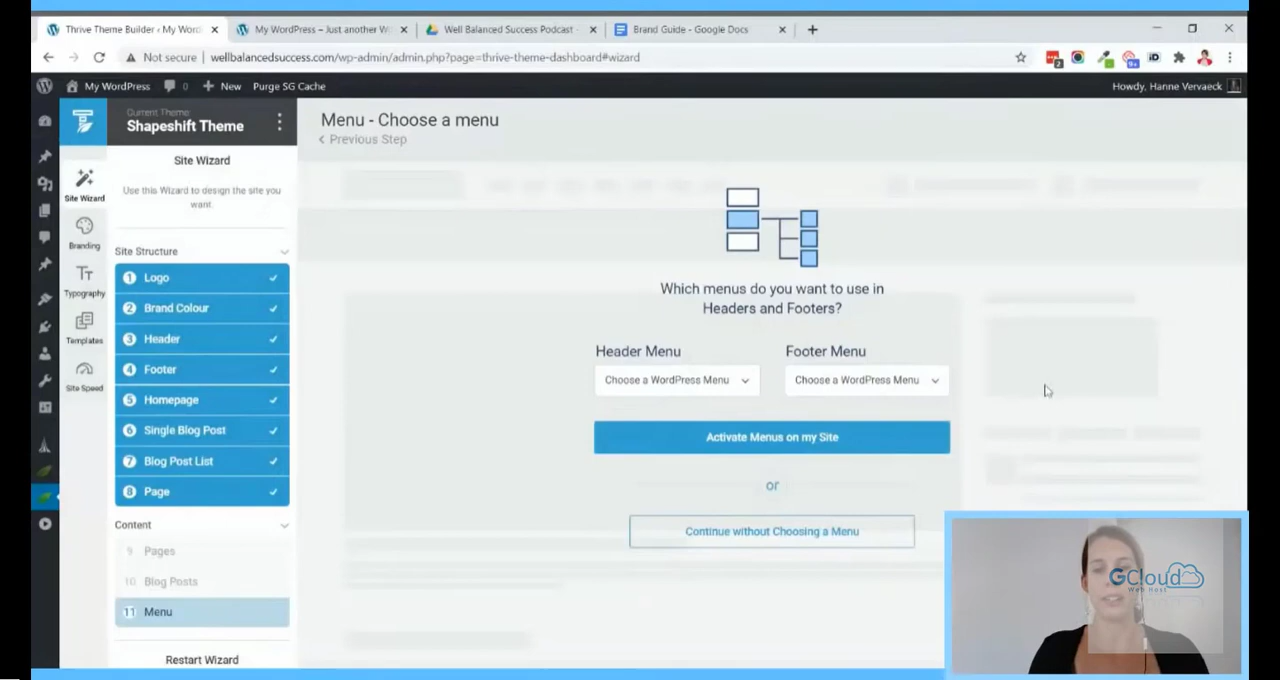 Thrive Theme Builder ‹ My Word
My WordPress – Just another W
Well Balanced Success Podcast -
Brand Guide - Google Docs
Not secure
wellbalancedsuccess.com/wp-admin/admin.php?page=thrive-theme-dashboard#wizard
My WordPress
0
New
Purge SG Cache
Howdy, Hanne Vervaeck
Current Theme
Shapeshift Theme
Site Wizard
Branding
Typography
Templates
Site Speed
Site Wizard
Use this Wizard to design the site you
want.
Site Structure
1 Logo
2 Brand Colour
3 Header
4 Footer
5 Homepage
6 Single Blog Post
7 Blog Post List
8 Page
Content
9 Pages
10 Blog Posts
11 Menu
Restart Wizard
Menu - Choose a menu
Previous Step
Which menus do you want to use in
Headers and Footers?
Header Menu
Footer Menu
Choose a WordPress Menu
Choose a WordPress Menu
Activate Menus on my Site
or
Continue without Choosing a Menu
GCloud
Web Host